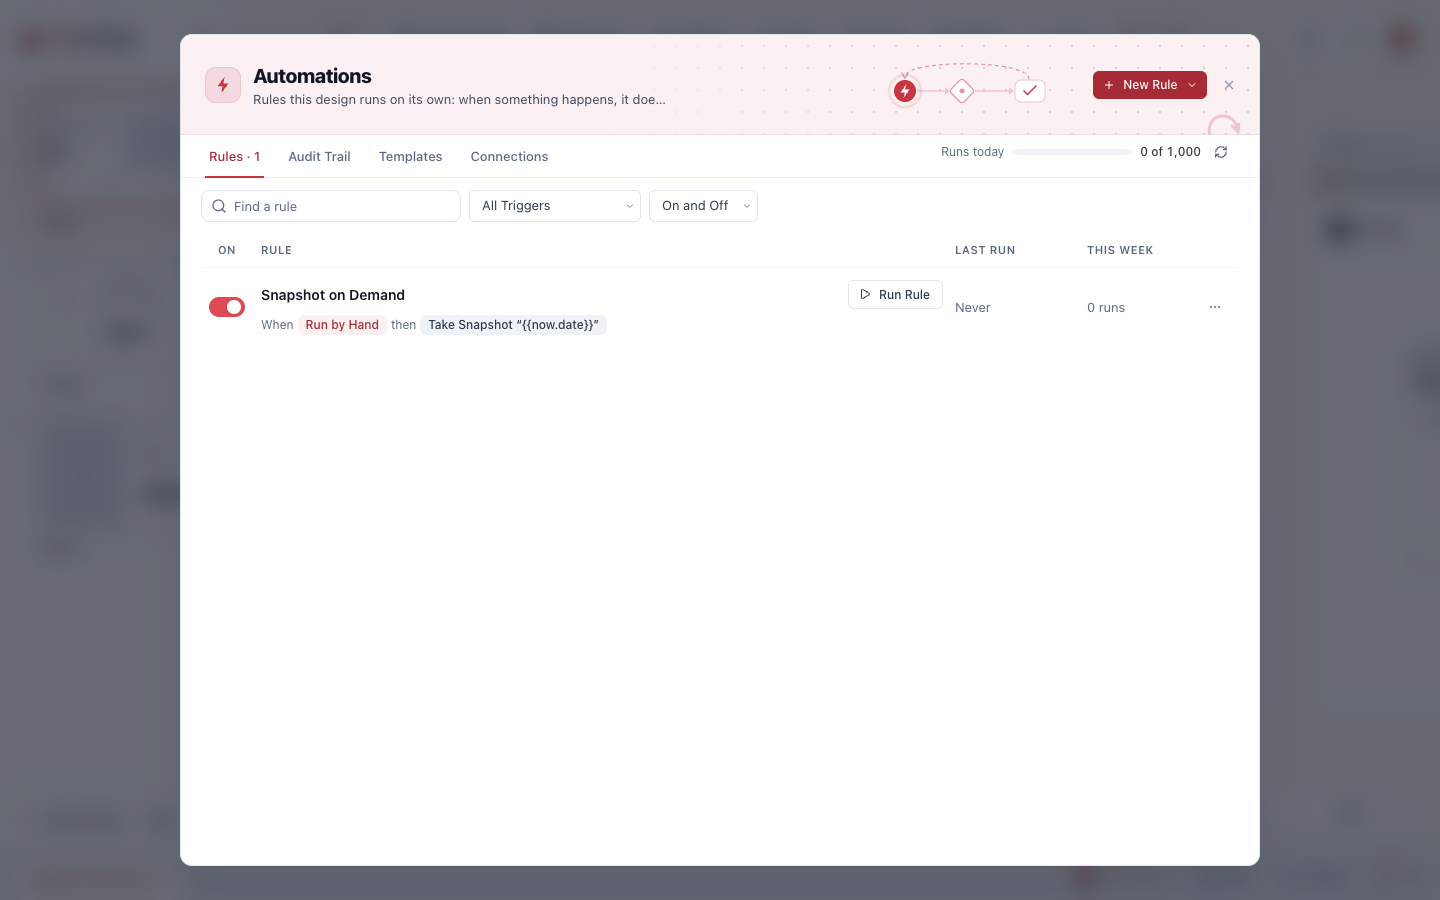 Automations
Rules this design runs on its own: when something happens, it doe...
New Rule
Rules · 1
Audit Trail
Templates
Connections
Runs today
0 of 1,000
Find a rule
All Triggers
On and Off
ON
RULE
LAST RUN
THIS WEEK
Snapshot on Demand
Run Rule
When Run by Hand then Take Snapshot “{{now.date}}”
Never
0 runs